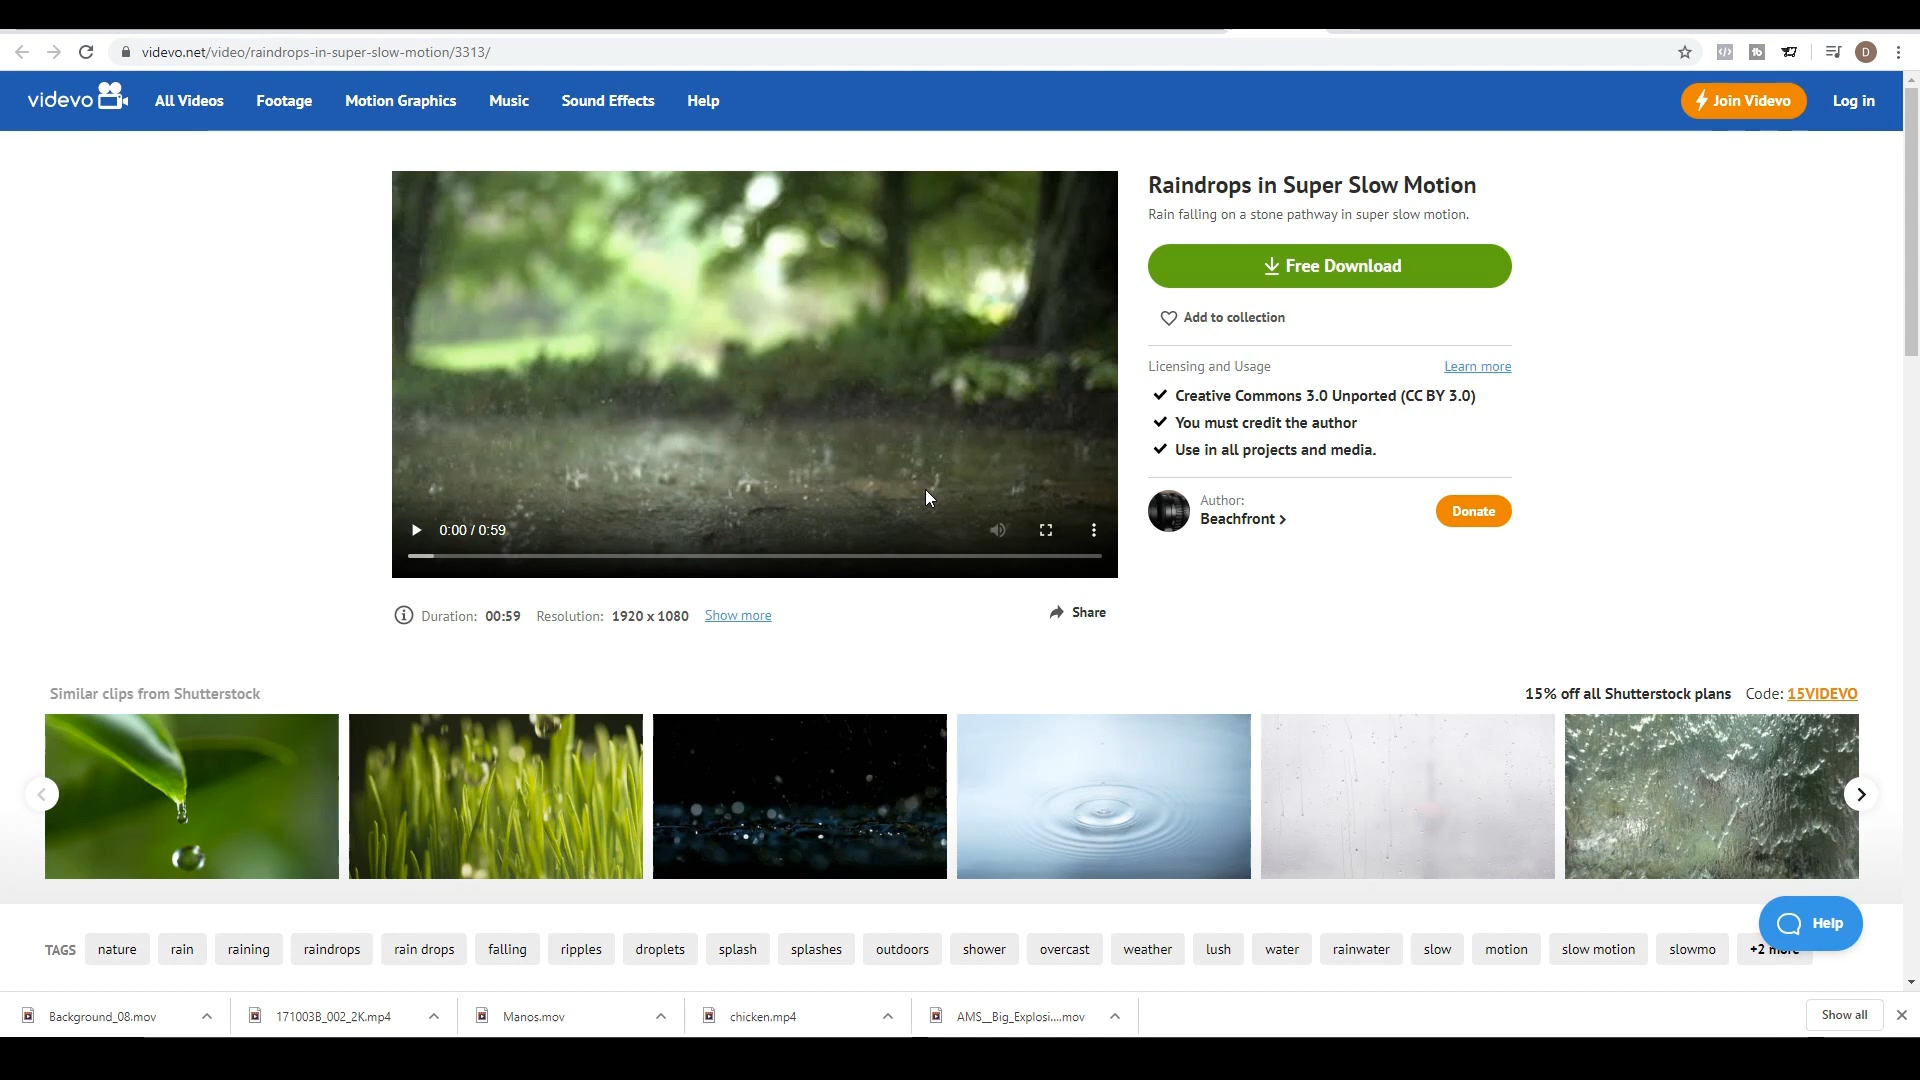 videvo.net/video/raindrops-in-super-slow-motion/3313/
D
videvo
All Videos
Footage
Motion Graphics
Music
Sound Effects
Help
Join Videvo
Log in
Raindrops in Super Slow Motion
Rain falling on a stone pathway in super slow motion.
Free Download
Add to collection
Licensing and Usage
Learn more
Creative Commons 3.0 Unported (CC BY 3.0)
You must credit the author
Use in all projects and media.
Author:
Beachfront
Donate
0:00 / 0:59
Duration: 00:59 Resolution: 1920 x 1080 Show more
Share
Similar clips from Shutterstock
15% off all Shutterstock plans Code: 15VIDEVO
Help
TAGS nature rain raining raindrops rain drops falling ripples droplets splash splashes outdoors shower overcast weather lush water rainwater slow motion slow motion slowmo +2 more
Background_08.mov
171003B_002_2K.mp4
Manos.mov
chicken.mp4
AMS__Big_Explosi....mov
Show all